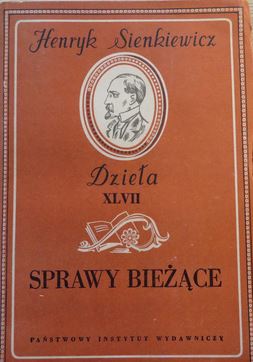 Henryk Sienkiewicz
Dzieła
XLVII
SPRAWY BIEŻĄCE
PAŃSTWOWY INSTYTUT WYDAWNICZY